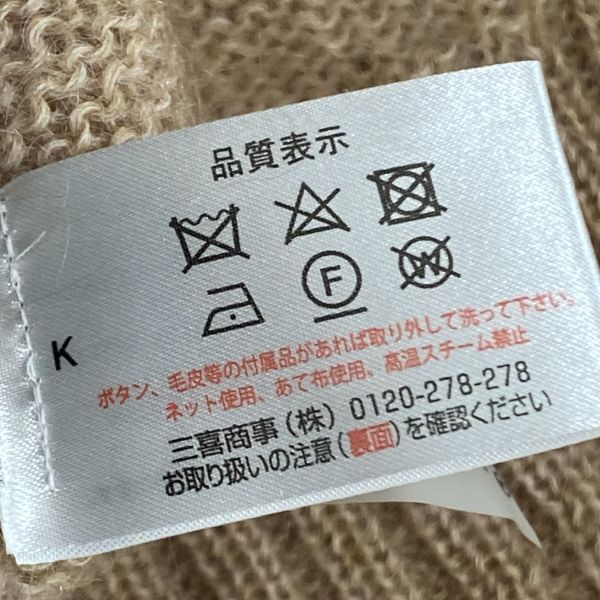 品質表示
F W
K
ボタン、毛皮等の付属品があれば取り外して洗って下さい。
ネット使用、あて布使用、高温スチーム禁止
三喜商事（株）0120-278-278
お取り扱いの注意（裏面）を確認ください